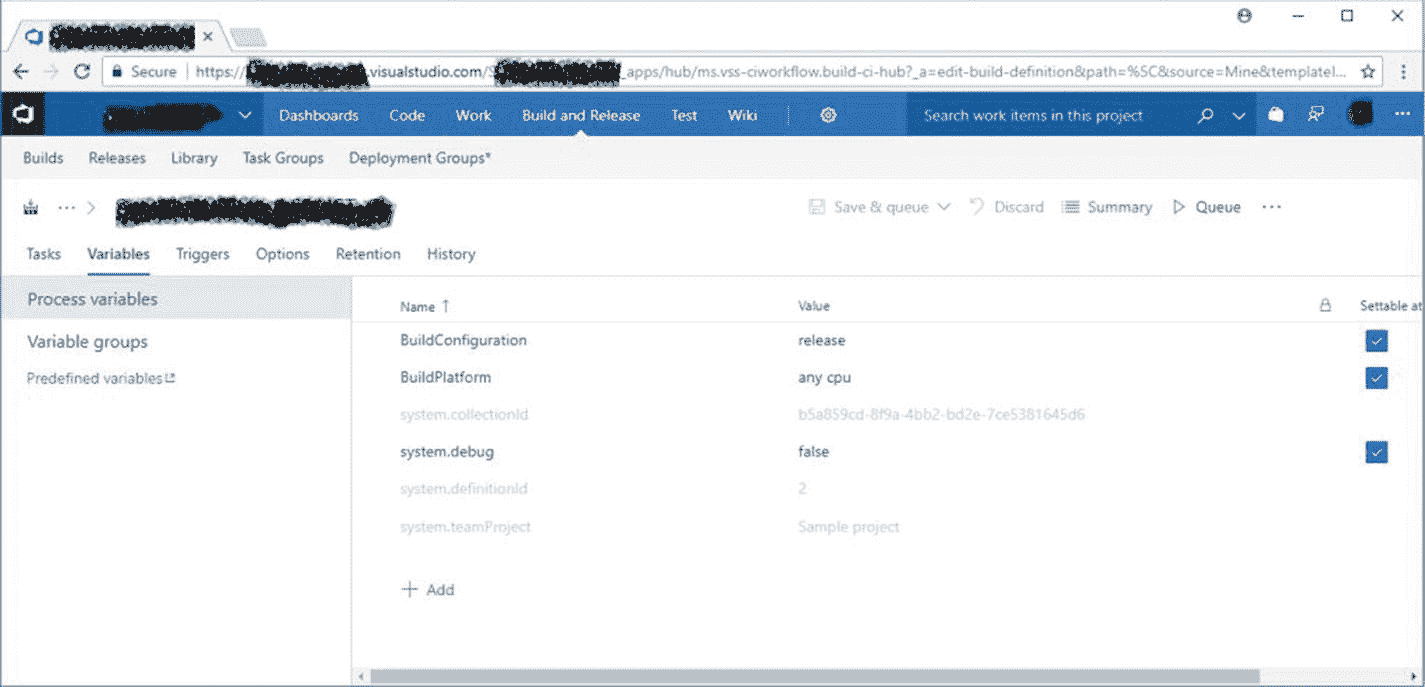 Secure https:// .visualstudio.com/ _apps/hub/ms.vss-ciworkflow.build-ci-hub?_a=edit-build-definition&path=%5C&source=Mine&templateI...
Dashboards Code Work Build and Release Test Wiki Search work items in this project
Builds Releases Library Task Groups Deployment Groups*
Save & queue Discard Summary Queue
Tasks Variables Triggers Options Retention History
Process variables
Variable groups
Predefined variables
Name ↑ Value Settable at
BuildConfiguration release
BuildPlatform any cpu
system.collectionId b5a859cd-8f9a-4bb2-bd2e-7ce5381645d6
system.debug false
system.definitionId 2
system.teamProject Sample project
+ Add